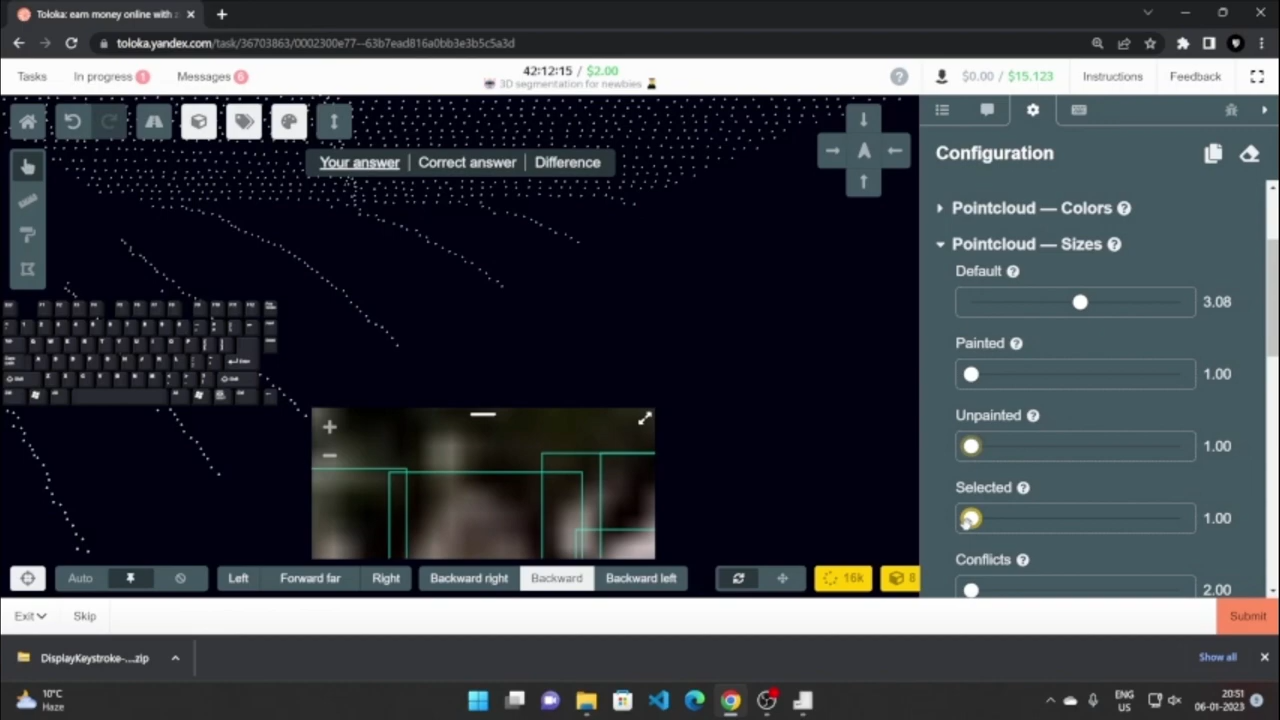 Toloka: earn money online with
toloka.yandex.com/task/36703863/0002300e77--63b7ead816a0bb3e3b5c5a3d
Tasks
In progress 1
Messages 6
42:12:15 / $2.00
3D segmentation for newbies
$0.00 / $15.123
Instructions
Feedback
Your answer | Correct answer | Difference
A
Configuration
Pointcloud — Colors
Pointcloud — Sizes
Default
3.08
Painted
1.00
Unpainted
1.00
Selected
1.00
Conflicts
2.00
Auto
Left
Forward far
Right
Backward right
Backward
Backward left
16k
8
Exit
Skip
Submit
DisplayKeystroke-....zip
Show all
10°C
Haze
ENG
US
20:51
06-01-2023